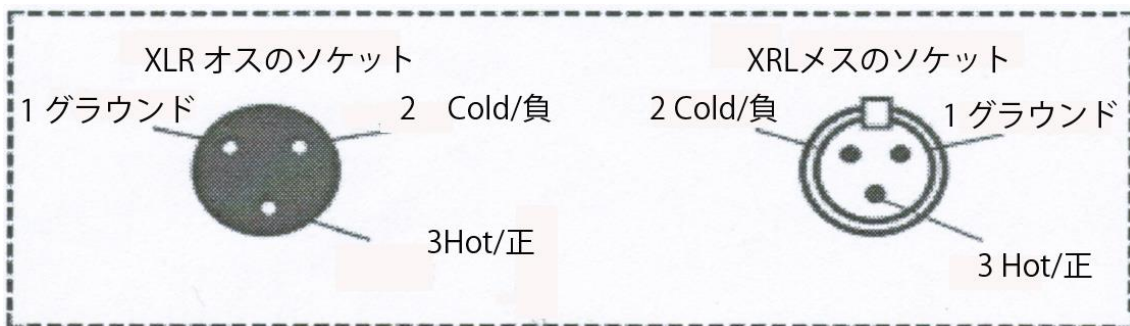 XLR オスのソケット
1 グラウンド
2 Cold/負
3Hot/正
XRLメスのソケット
2 Cold/負
1 グラウンド
3 Hot/正